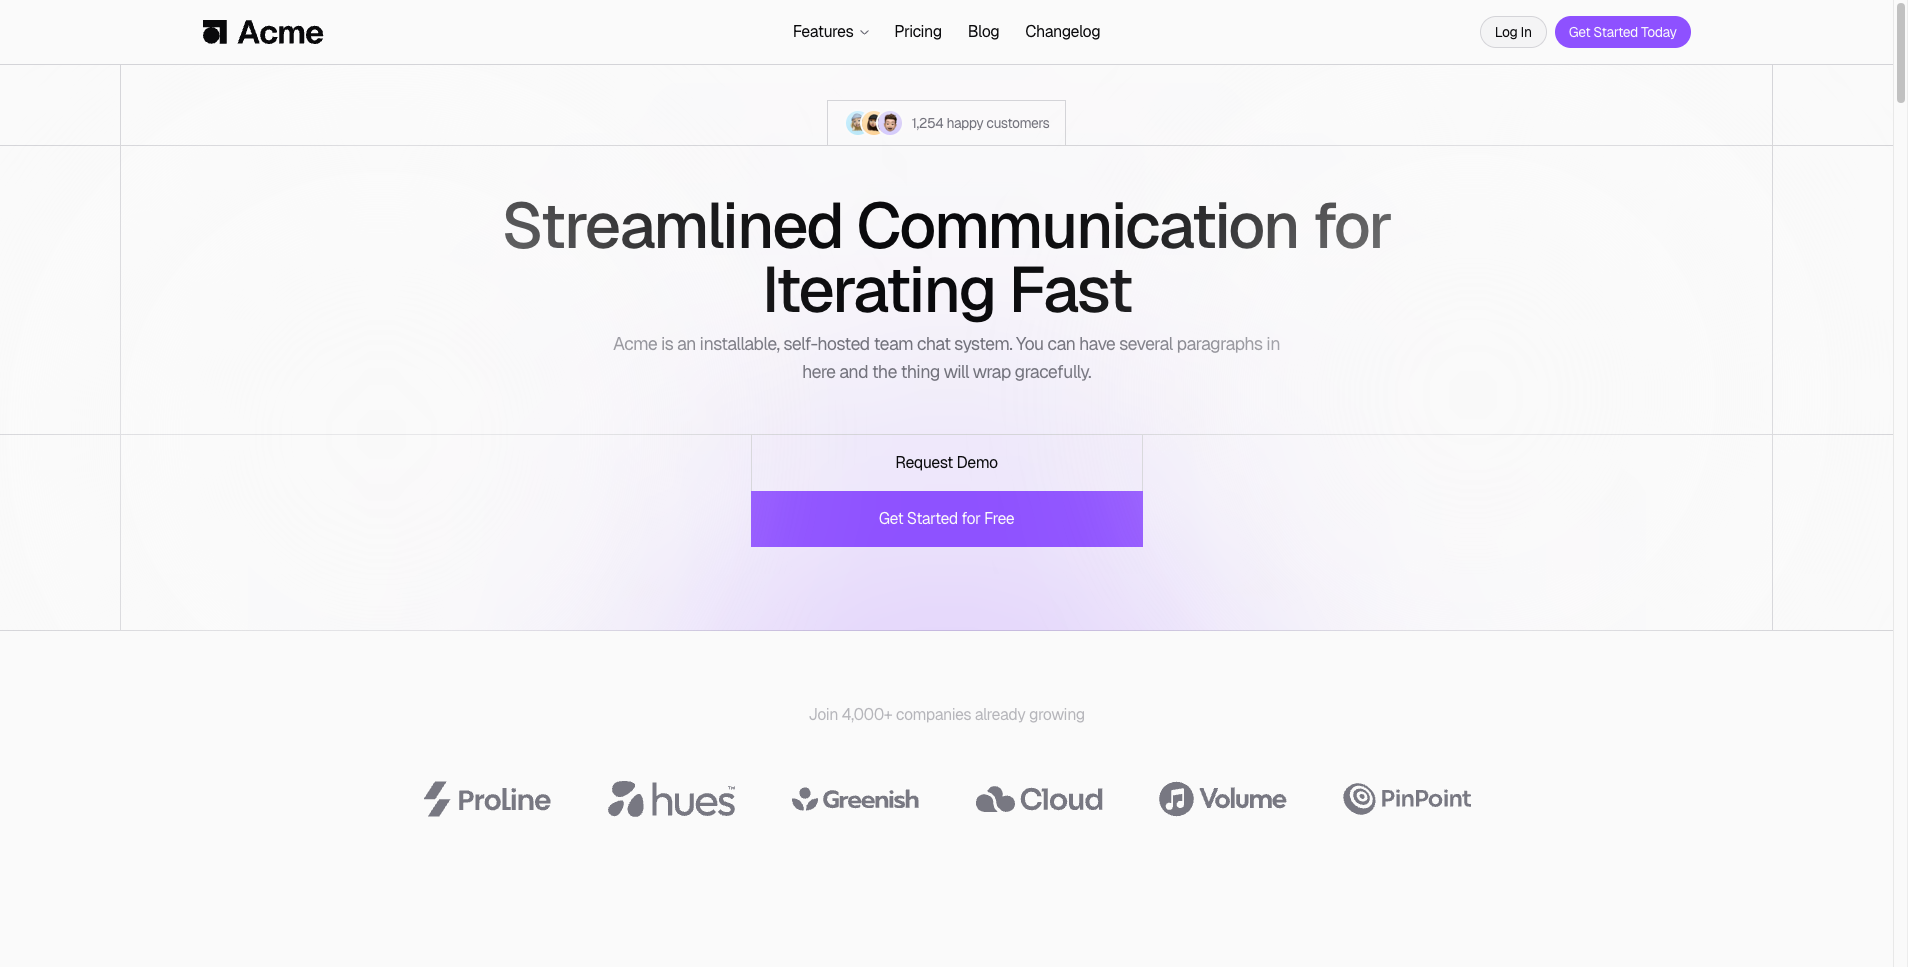 Acme
Features
Pricing
Blog
Changelog
Log In
Get Started Today
1,254 happy customers
Streamlined Communication for
Iterating Fast
Acme is an installable, self-hosted team chat system. You can have several paragraphs in
here and the thing will wrap gracefully.
Request Demo
Get Started for Free
Join 4,000+ companies already growing
Proline
hues™
Greenish
Cloud
Volume
PinPoint